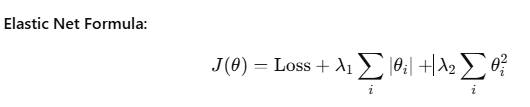 Elastic Net Formula:
J(θ) = Loss + λ₁ ∑ᵢ |θᵢ| + λ₂ ∑ᵢ θᵢ²